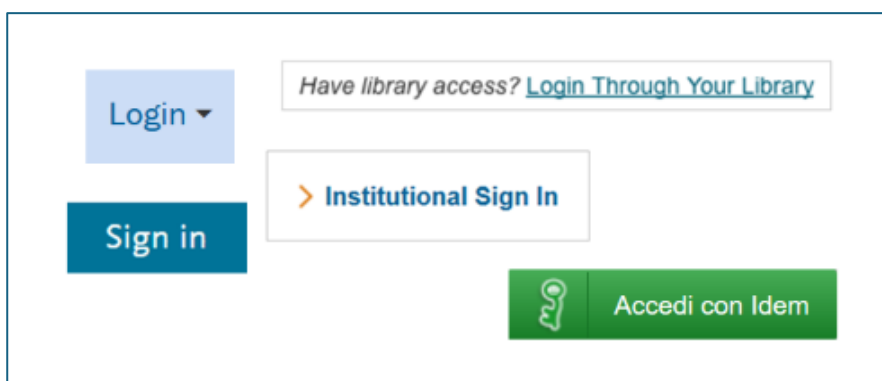 Login
Have library access? Login Through Your Library
Institutional Sign In
Sign in
Accedi con Idem